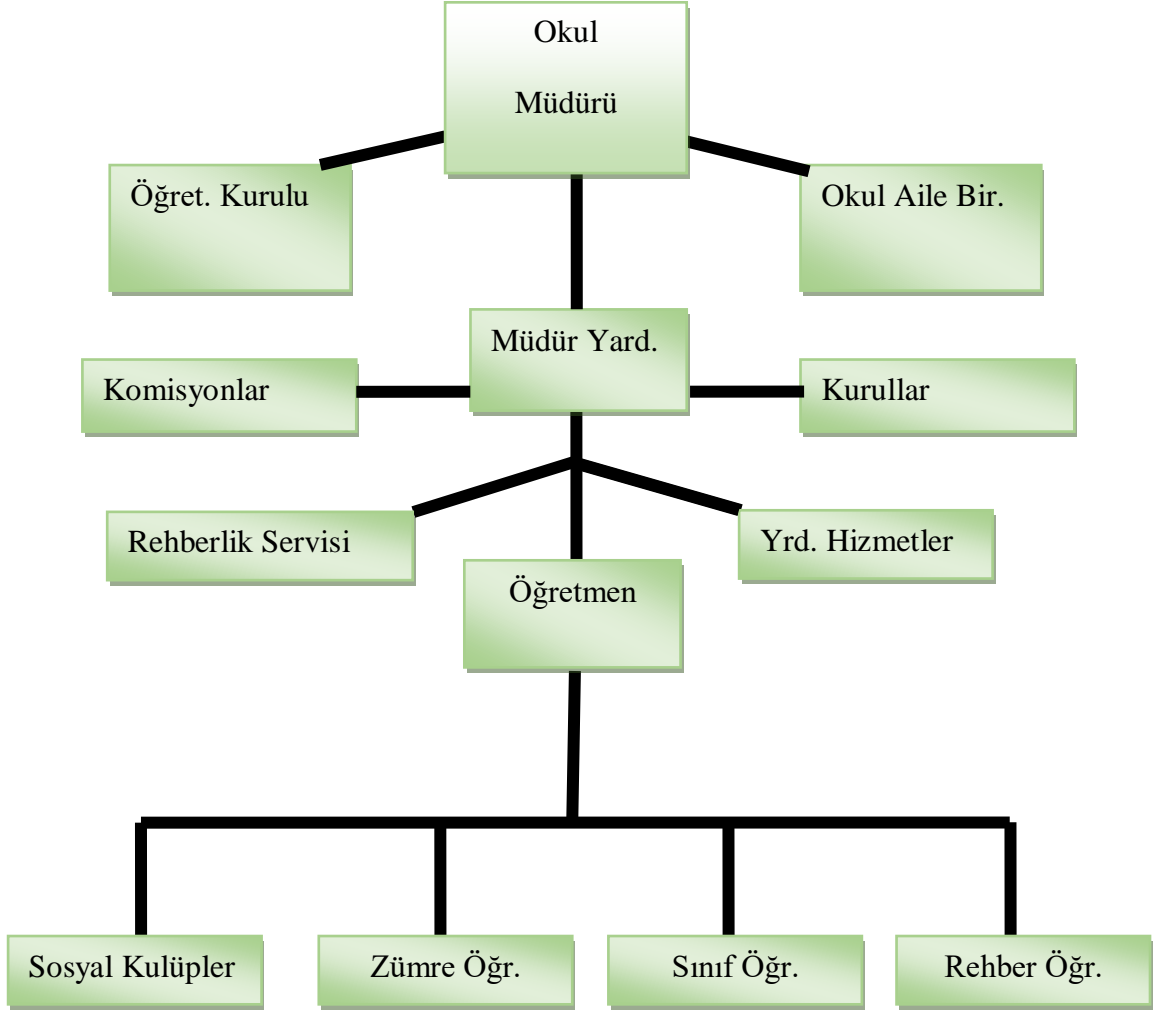 Okul
Müdürü
Öğret. Kurulu
Okul Aile Bir.
Müdür Yard.
Komisyonlar
Kurullar
Rehberlik Servisi
Yrd. Hizmetler
Öğretmen
Sosyal Kulüpler
Zümre Öğr.
Sınıf Öğr.
Rehber Öğr.